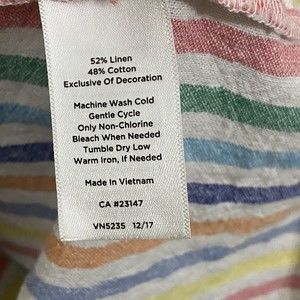 52% Linen
48% Cotton
Exclusive Of Decoration
Machine Wash Cold
Gentle Cycle
Only Non-Chlorine
Bleach When Needed
Tumble Dry Low
Warm Iron, If Needed
Made In Vietnam
CA #23147
VN5235 12/17